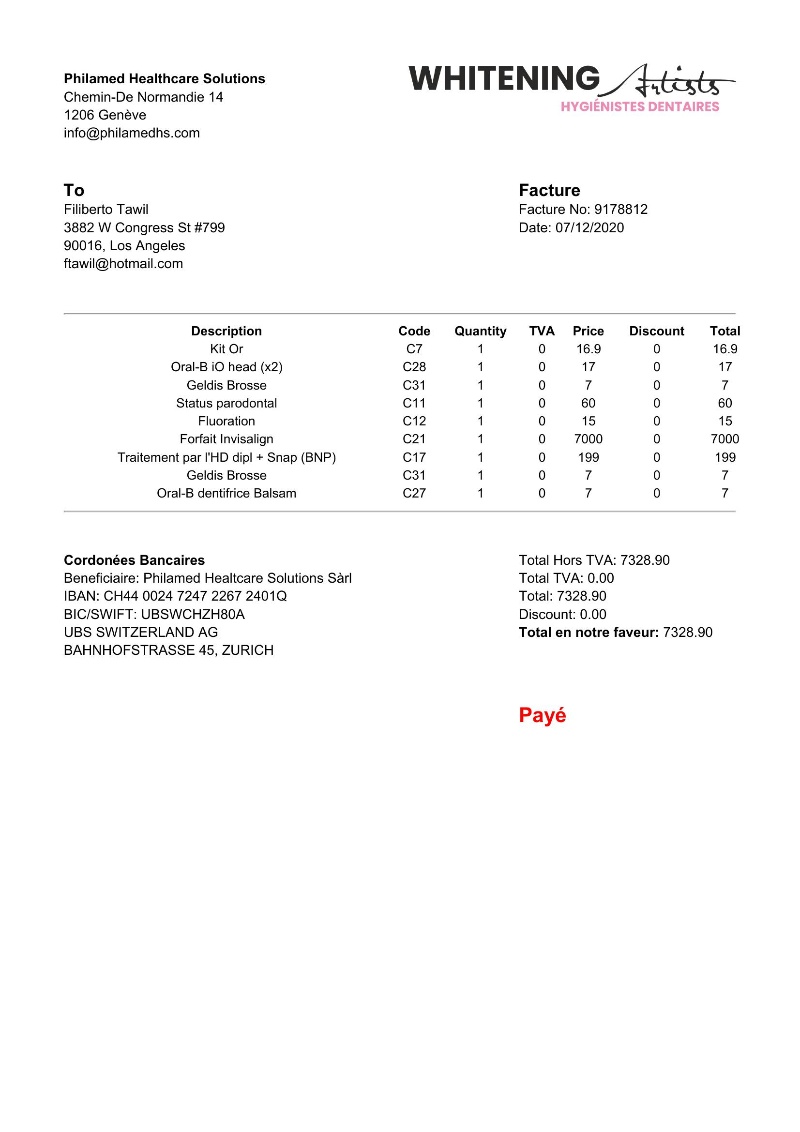 Philamed Healthcare Solutions
Chemin-De Normandie 14
1206 Genève
info@philamedhs.com
WHITENING Artists
HYGIÉNISTES DENTAIRES
To
Filiberto Tawil
3882 W Congress St #799
90016, Los Angeles
ftawil@hotmail.com
Facture
Facture No: 9178812
Date: 07/12/2020
Description Code Quantity TVA Price Discount Total
Kit Or C7 1 0 16.9 0 16.9
Oral-B iO head (x2) C28 1 0 17 0 17
Geldis Brosse C31 1 0 7 0 7
Status parodontal C11 1 0 60 0 60
Fluoration C12 1 0 15 0 15
Forfait Invisalign C21 1 0 7000 0 7000
Traitement par l'HD dipl + Snap (BNP) C17 1 0 199 0 199
Geldis Brosse C31 1 0 7 0 7
Oral-B dentifrice Balsam C27 1 0 7 0 7
Cordonées Bancaires
Beneficiaire: Philamed Healtcare Solutions Sàrl
IBAN: CH44 0024 7247 2267 2401Q
BIC/SWIFT: UBSWCHZH80A
UBS SWITZERLAND AG
BAHNHOFSTRASSE 45, ZURICH
Total Hors TVA: 7328.90
Total TVA: 0.00
Total: 7328.90
Discount: 0.00
Total en notre faveur: 7328.90
Payé